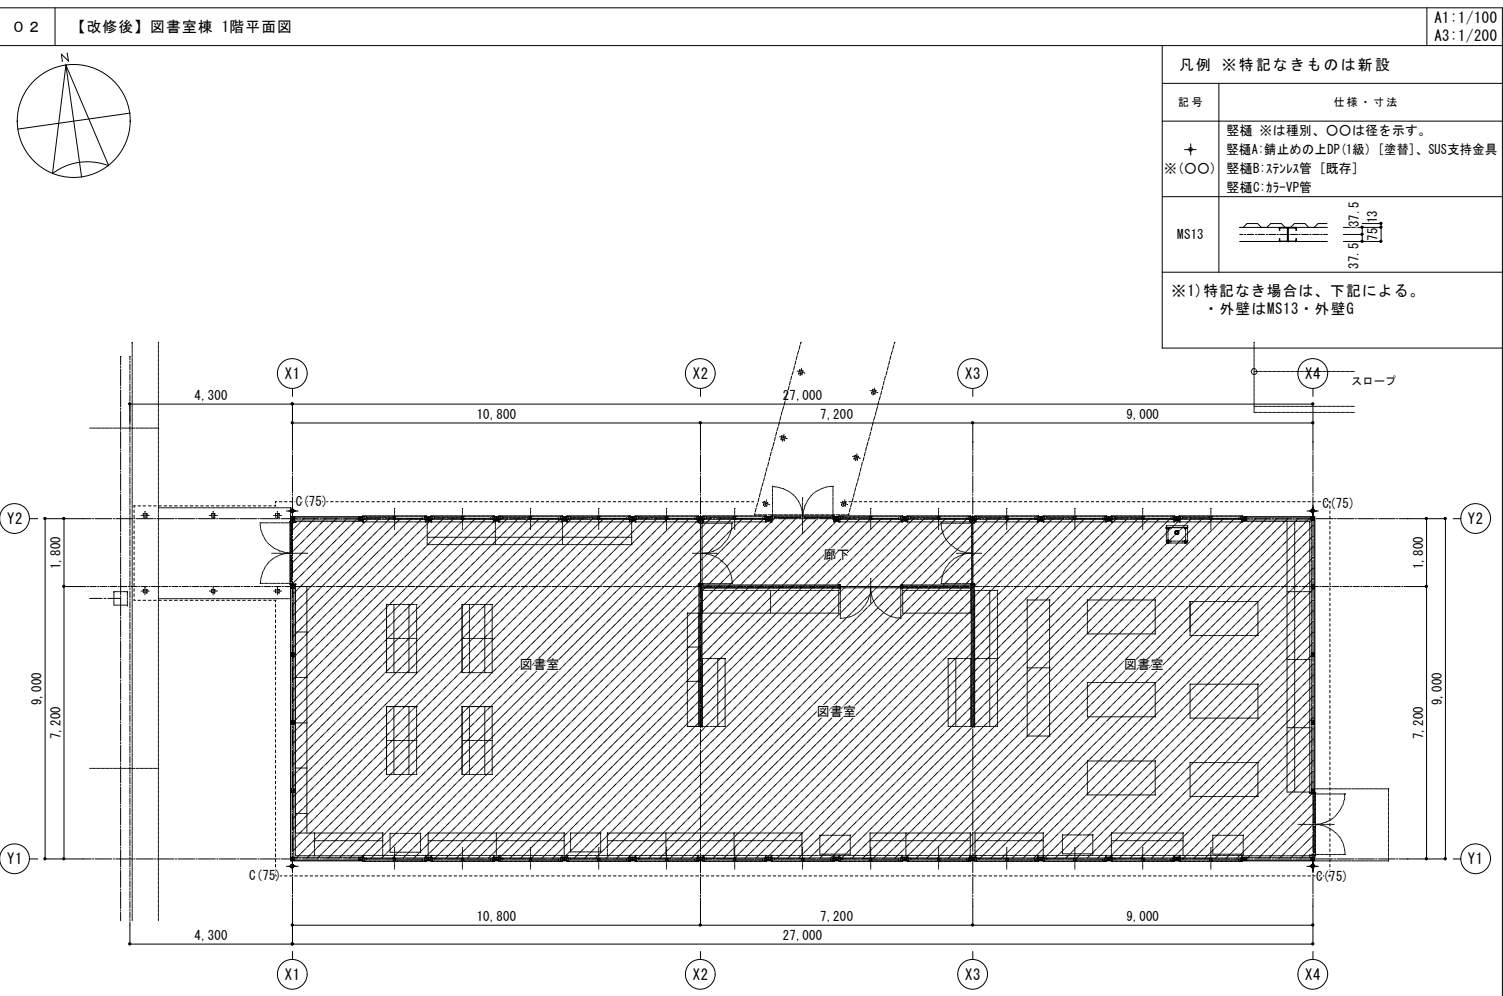 02 【改修後】図書室棟 1階平面図
A1:1/100
A3:1/200
N
凡例 ※特記なきものは新設
記号 仕様・寸法
※(〇〇)
竪樋 ※は種別、〇〇は径を示す。
竪樋A:錆止めの上DP(1級) [塗替]、SUS支持金具
竪樋B:ステンレス管 [既存]
竪樋C:カラーVP管
MS13
37.5
13
75
37.5
※1)特記なき場合は、下記による。
・外壁はMS13・外壁G
スロープ
X1 X2 X3 X4
4,300 27,000
10,800 7,200 9,000
C(75) C(75)
Y2 Y2
1,800 1,800
廊下
図書室 図書室
図書室
9,000 7,200 7,200 9,000
Y1 Y1
C(75) C(75)
10,800 7,200 9,000
4,300 27,000
X1 X2 X3 X4